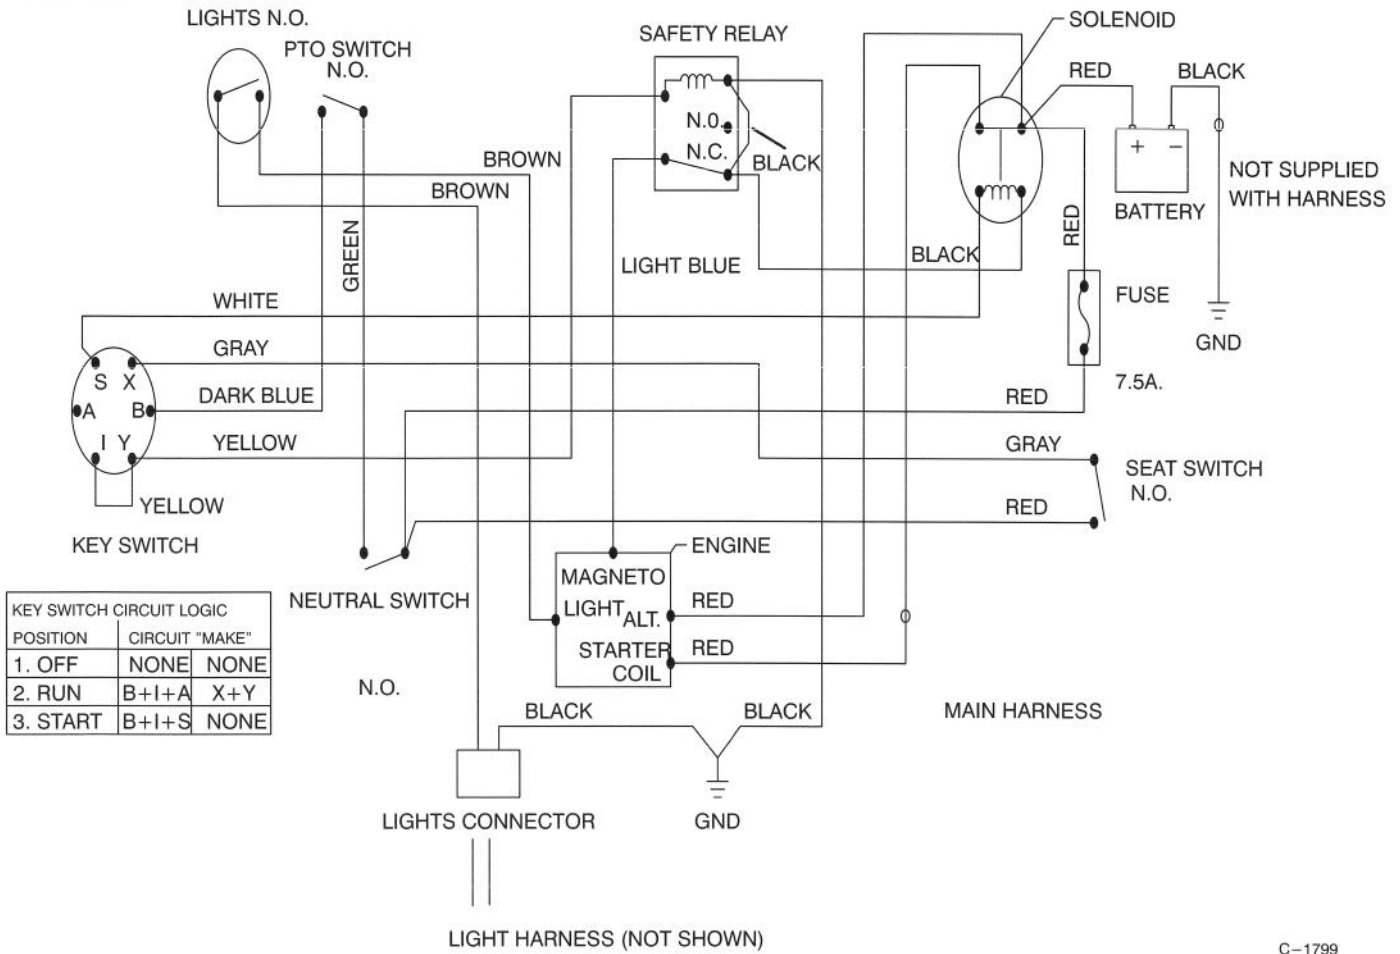 LIGHTS N.O.
PTO SWITCH
N.O.
SAFETY RELAY
SOLENOID
RED
BLACK
N.O.
N.C.
BLACK
BROWN
BROWN
+ −
BATTERY
NOT SUPPLIED
WITH HARNESS
GREEN
LIGHT BLUE
BLACK
RED
WHITE
FUSE
GND
GRAY
7.5A.
S X
A B
I Y
DARK BLUE
RED
YELLOW
GRAY
SEAT SWITCH
N.O.
YELLOW
RED
KEY SWITCH
ENGINE
MAGNETO
LIGHT
ALT.
RED
STARTER
COIL
RED
NEUTRAL SWITCH
N.O.
KEY SWITCH CIRCUIT LOGIC
POSITION CIRCUIT "MAKE"
1. OFF NONE NONE
2. RUN B+I+A X+Y
3. START B+I+S NONE
BLACK
BLACK
MAIN HARNESS
LIGHTS CONNECTOR
GND
LIGHT HARNESS (NOT SHOWN)
C−1799